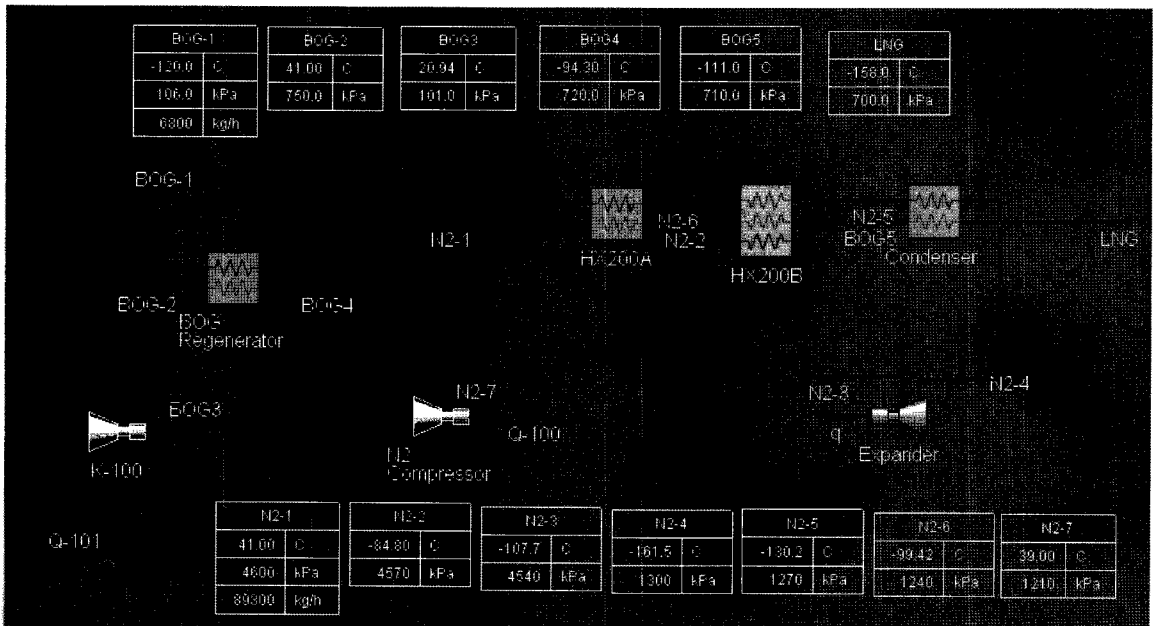 BOG-1
-120.0 C
106.0 kPa
6800 kg/h
BOG-2
41.00 C
750.0 kPa
BOG3
20.94 C
101.0 kPa
BOG4
-94.30 C
720.0 kPa
BOG5
-111.0 C
710.0 kPa
LNG
-158.0 C
700.0 kPa
BOG-1
N2-1
HX200A
N2-6
N2-2
HX200B
N2-5
BOG5
Condenser
LNG
BOG-2
BOG
Regenerator
BOG4
BOG3
K-100
Q-101
N2-7
Q-100
N2
Compressor
N2-3
q
Expander
N2-4
N2-1
41.00 C
4600 kPa
89300 kg/h
N2-2
-84.80 C
4570 kPa
N2-3
-107.7 C
4540 kPa
N2-4
-161.5 C
1300 kPa
N2-5
-130.2 C
1270 kPa
N2-6
-99.42 C
1240 kPa
N2-7
39.00 C
1210 kPa